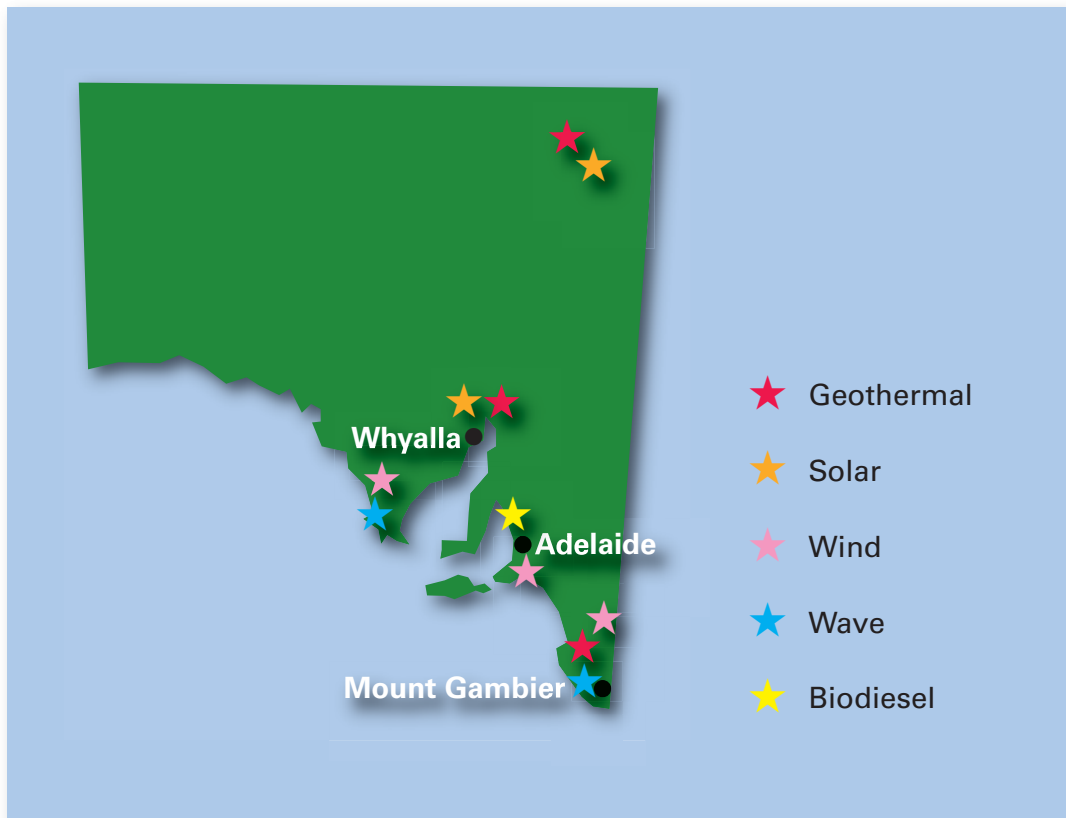 Whyalla
Adelaide
Mount Gambier
Geothermal
Solar
Wind
Wave
Biodiesel